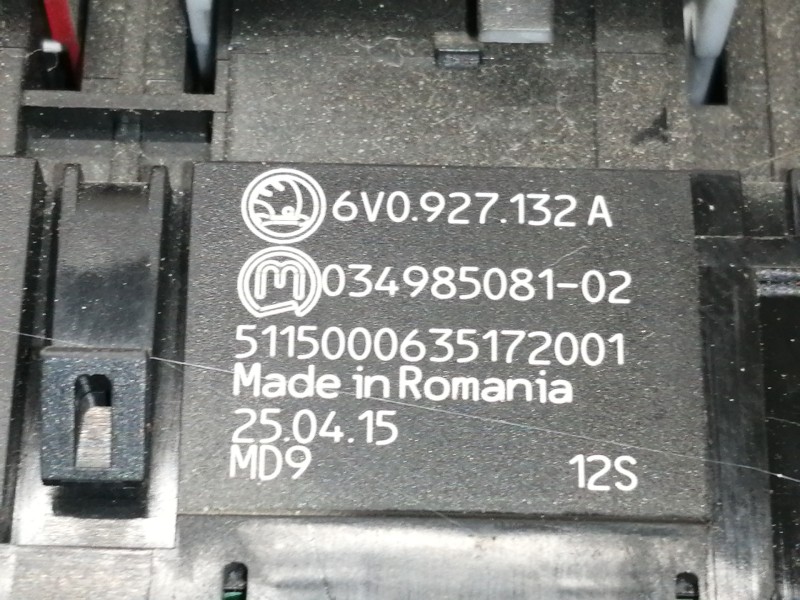 6V0.927.132 A
m 034985081-02
5115000635172001
Made in Romania
25.04.15
MD9 12S